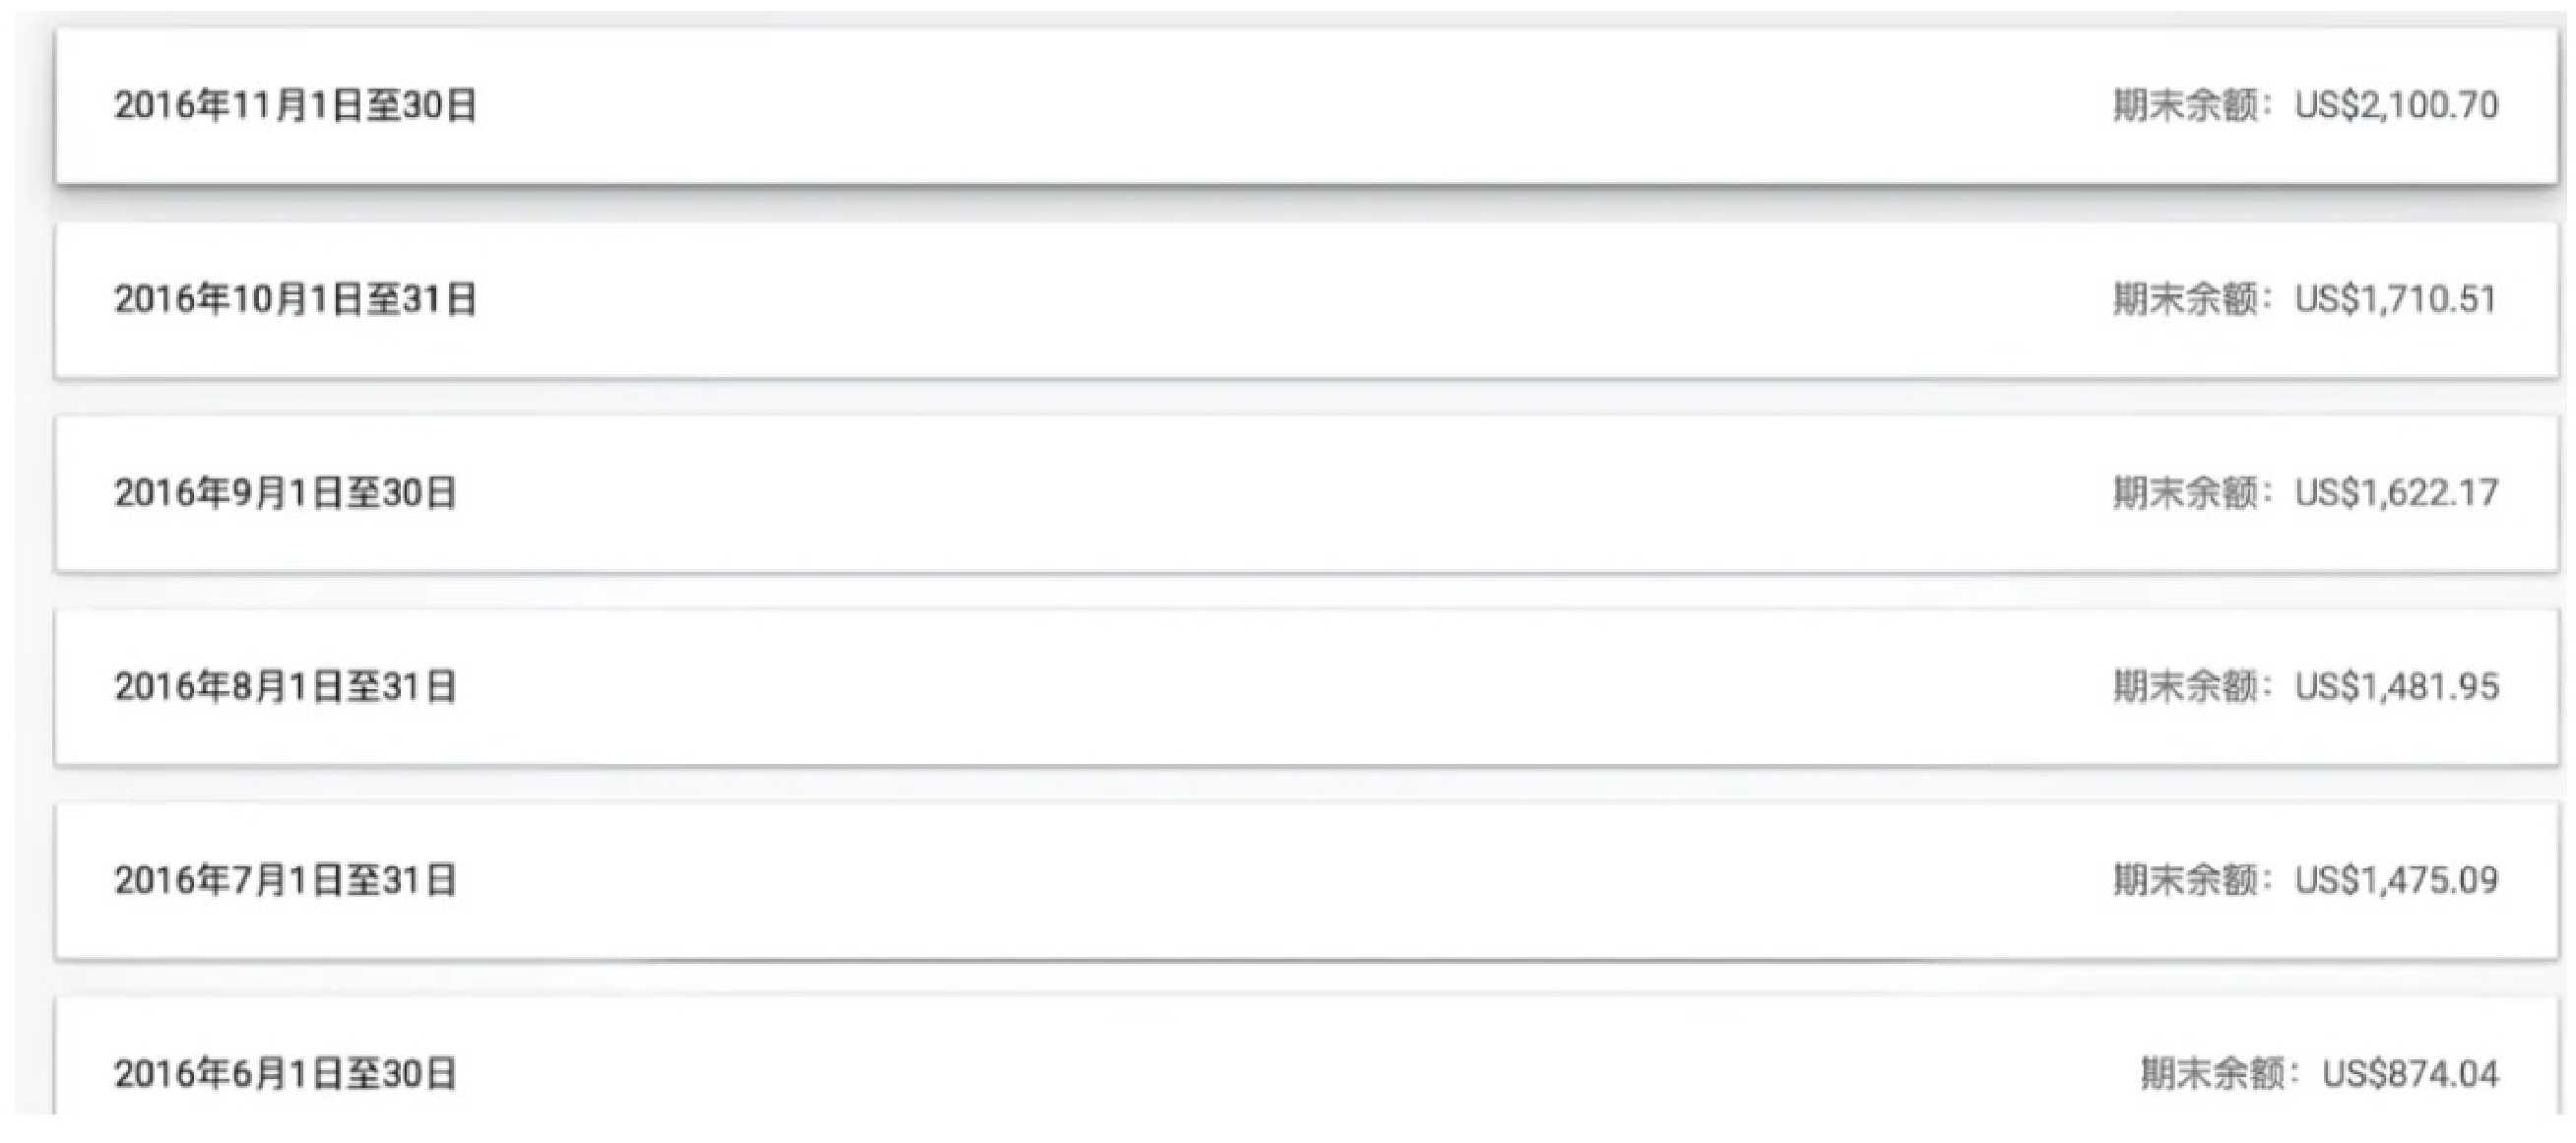 2016年11月1日至30日 期末余额：US$2,100.70
2016年10月1日至31日 期末余额：US$1,710.51
2016年9月1日至30日 期末余额：US$1,622.17
2016年8月1日至31日 期末余额：US$1,481.95
2016年7月1日至31日 期末余额：US$1,475.09
2016年6月1日至30日 期末余额：US$874.04